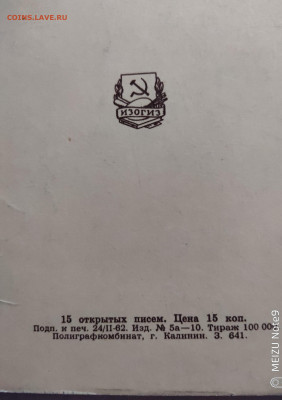 COINS.LAW.RU
ИЗОГИЗ
15 открытых писем. Цена 15 коп.
Подп. и печ. 24/II-62. Изд. № 5а—10. Тираж 100 00
Полиграфкомбинат, г. Калинин. З. 641.
MEIZU Note9